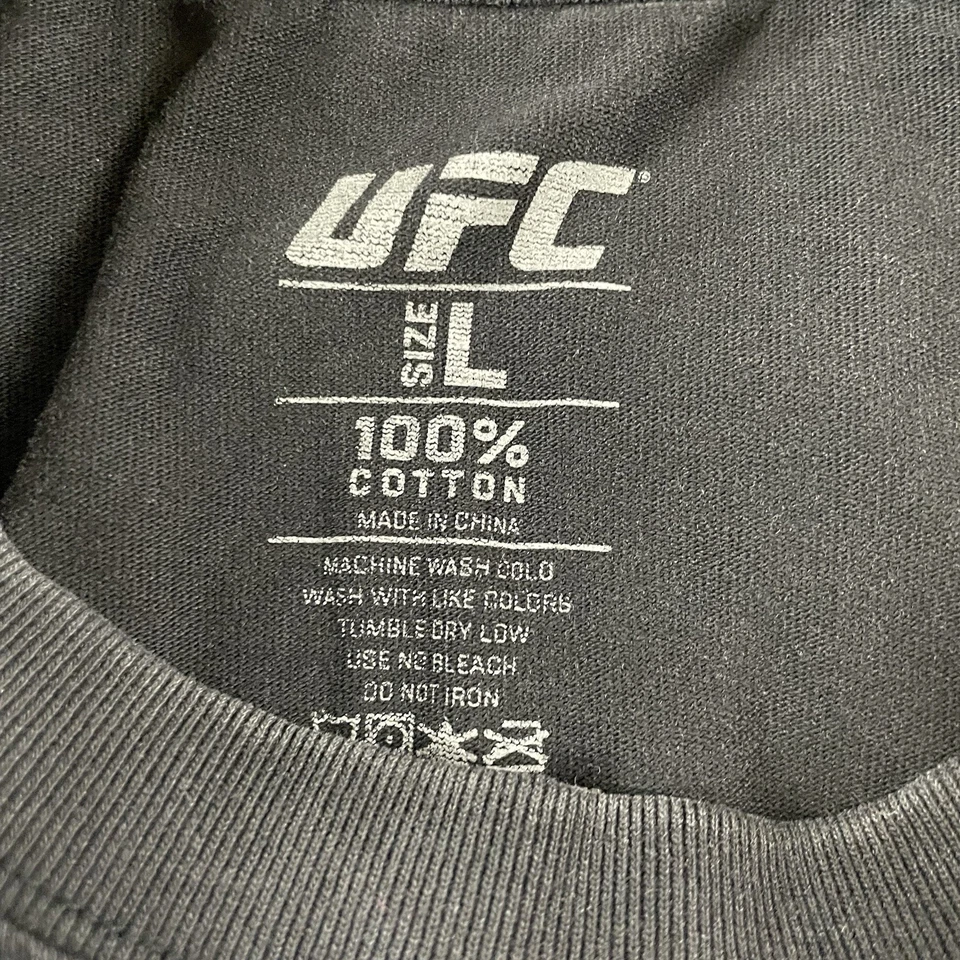 UFC®
SIZE L
100%
COTTON
MADE IN CHINA
MACHINE WASH COLD
WASH WITH LIKE COLORS
TUMBLE DRY LOW
USE NO BLEACH
DO NOT IRON